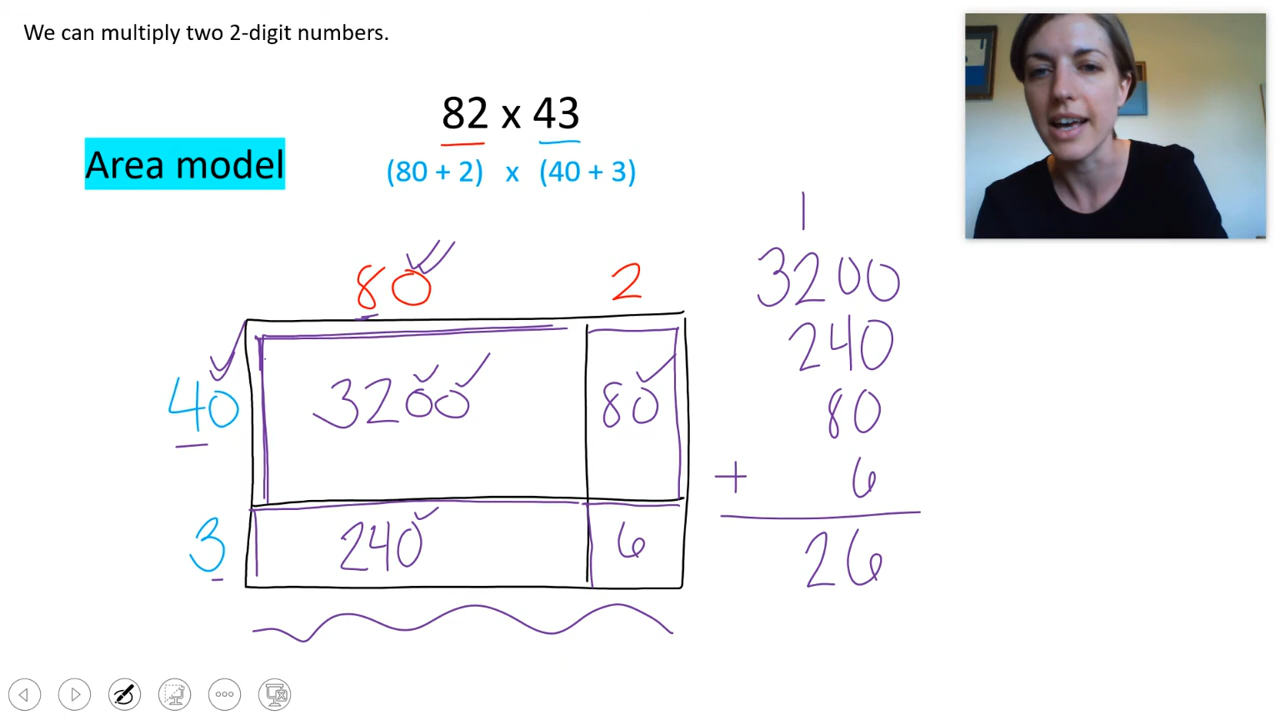 We can multiply two 2-digit numbers.
82 x 43
Area model
(80 + 2) x (40 + 3)
1
80 2
3200
240
40 3200 80
80
+ 6
3 240 6
26